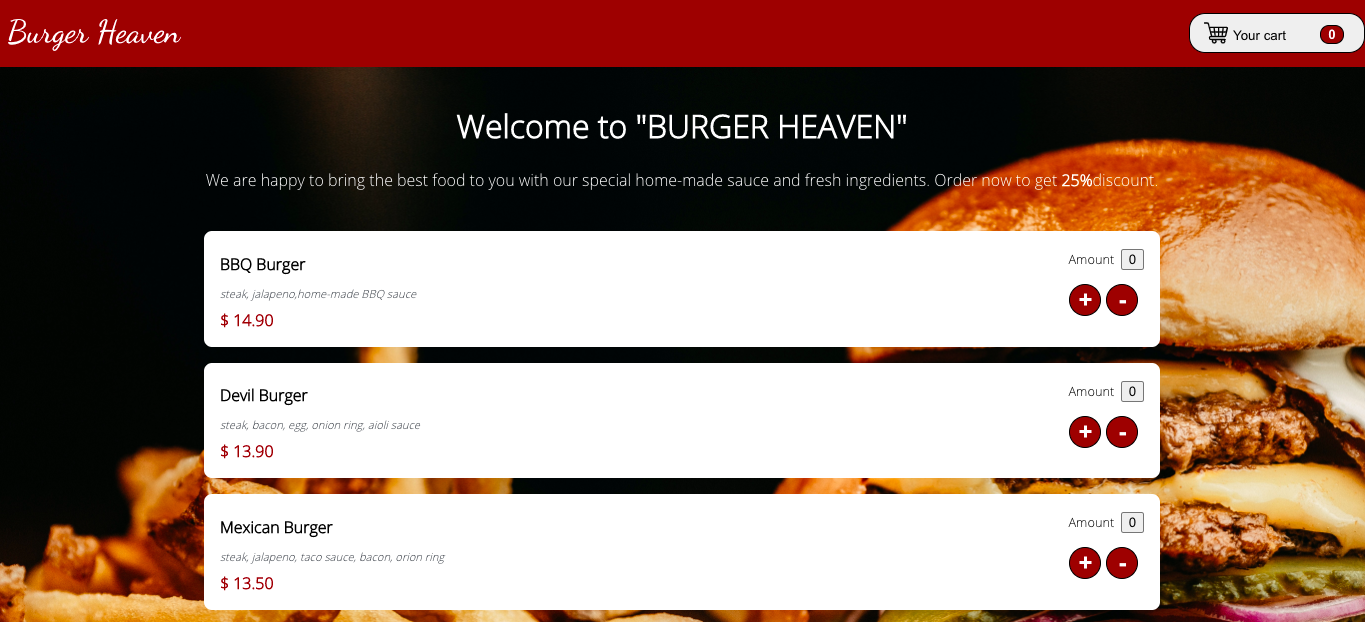 Burger Heaven
Your cart 0
Welcome to "BURGER HEAVEN"
We are happy to bring the best food to you with our special home-made sauce and fresh ingredients. Order now to get 25%discount.
BBQ Burger
Amount 0
steak, jalapeno,home-made BBQ sauce
+ -
$ 14.90
Devil Burger
Amount 0
steak, bacon, egg, onion ring, aioli sauce
+ -
$ 13.90
Mexican Burger
Amount 0
steak, jalapeno, taco sauce, bacon, orion ring
+ -
$ 13.50